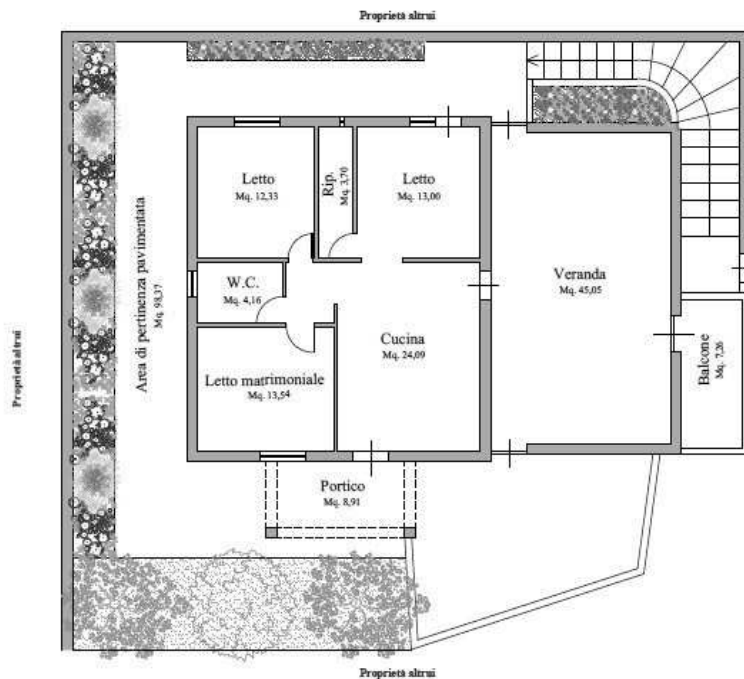 Proprietà altrui
Letto
Mq. 12,33
Rip.
Mq. 3,70
Letto
Mq. 13,00
W.C.
Mq. 4,16
Veranda
Mq. 45,05
Area di pertinenza pavimentata
Mq. 98,37
Cucina
Mq. 24,09
Balcone
Mq. 7,26
Proprietà altrui
Letto matrimoniale
Mq. 13,54
Portico
Mq. 8,91
Proprietà altrui